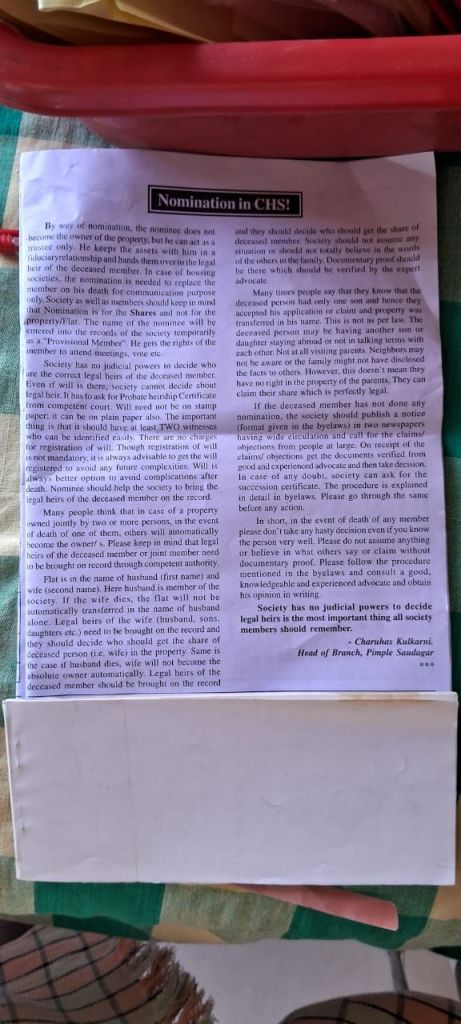 Nomination in CHS!
By way of nomination, the nominee does not
become the owner of the property, but he can act as a
trustee only. He keeps the assets with him in a
fiduciary relationship and hands them over to the legal
heir of the deceased member. In case of housing
societies, the nomination is needed to replace the
member on his death for communication purpose
only. Society as well as members should keep in mind
that Nomination is for the Shares and not for the
property/Flat. The name of the nominee will be
entered into the records of the society temporarily
as a "Provisional Member". He gets the rights of the
member to attend meetings, vote etc.
Society has no judicial powers to decide who
are the correct legal heirs of the deceased member.
Even if will is there, society cannot decide about
legal heir. It has to ask for Probate heirship Certificate
from competent court. Will need not be on stamp
paper; it can be on plain paper also. The important
thing is that it should have at least TWO witnesses
who can be identified easily. There are no charges
for registration of will. Though registration of will
is not mandatory, it is always advisable to get the will
registered to avoid any future complexities. Will is
always better option to avoid complications after
death. Nominee should help the society to bring the
legal heirs of the deceased member on the record.
Many people think that in case of a property
owned jointly by two or more persons, in the event
of death of one of them, others will automatically
become the owner/ s. Please keep in mind that legal
heirs of the deceased member or joint member need
to be brought on record through competent authority.
Flat is in the name of husband (first name) and
wife (second name). Here husband is member of the
society. If the wife dies, the flat will not be
automatically transferred in the name of husband
alone. Legal heirs of the wife (husband, sons,
daughters etc.) need to be brought on the record and
they should decide who should get the share of
deceased person (i.e. wife) in the property. Same is
the case if husband dies, wife will not become the
absolute owner automatically. Legal heirs of the
deceased member should be brought on the record
and they should decide who should get the share of
deceased member. Society should not assume any
situation or should not totally believe in the words
of the others in the family. Documentary proof should
be there which should be verified by the expert
advocate.
Many times people say that they know that the
deceased person had only one son and hence they
accepted his application or claim and property was
transferred in his name. This is not as per law. The
deceased person may be having another son or
daughter staying abroad or not in talking terms with
each other. Not at all visiting parents. Neighbors may
not be aware or the family might not have disclosed
the facts to others. However, this doesn't mean they
have no right in the property of the parents. They can
claim their share which is perfectly legal.
If the deceased member has not done any
nomination, the society should publish a notice
(format given in the byelaws) in two newspapers
having wide circulation and call for the claims/
objections from people at large. On receipt of the
claims/ objections get the documents verified from
good and experienced advocate and then take decision.
In case of any doubt, society can ask for the
succession certificate. The procedure is explained
in detail in byelaws. Please go through the same
before any action.
In short, in the event of death of any member
please don't take any hasty decision even if you know
the person very well. Please do not assume anything
or believe in what others say or claim without
documentary proof. Please follow the procedure
mentioned in the byelaws and consult a good,
knowledgeable and experienced advocate and obtain
his opinion in writing.
Society has no judicial powers to decide
legal heirs is the most important thing all society
members should remember.
- Charuhas Kulkarni,
Head of Branch, Pimple Saudagar
***